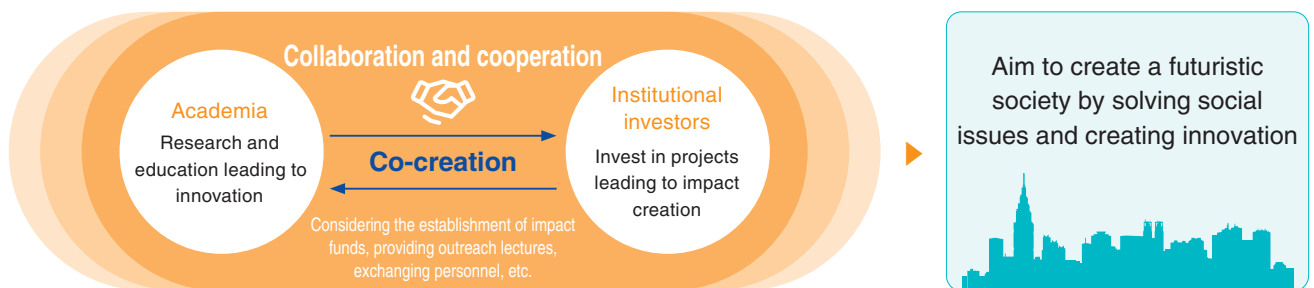 Collaboration and cooperation
Academia
Research and
education leading to
innovation
Co-creation
Institutional
investors
Invest in projects
leading to impact
creation
Considering the establishment of impact
funds, providing outreach lectures,
exchanging personnel, etc.
Aim to create a futuristic
society by solving social
issues and creating innovation